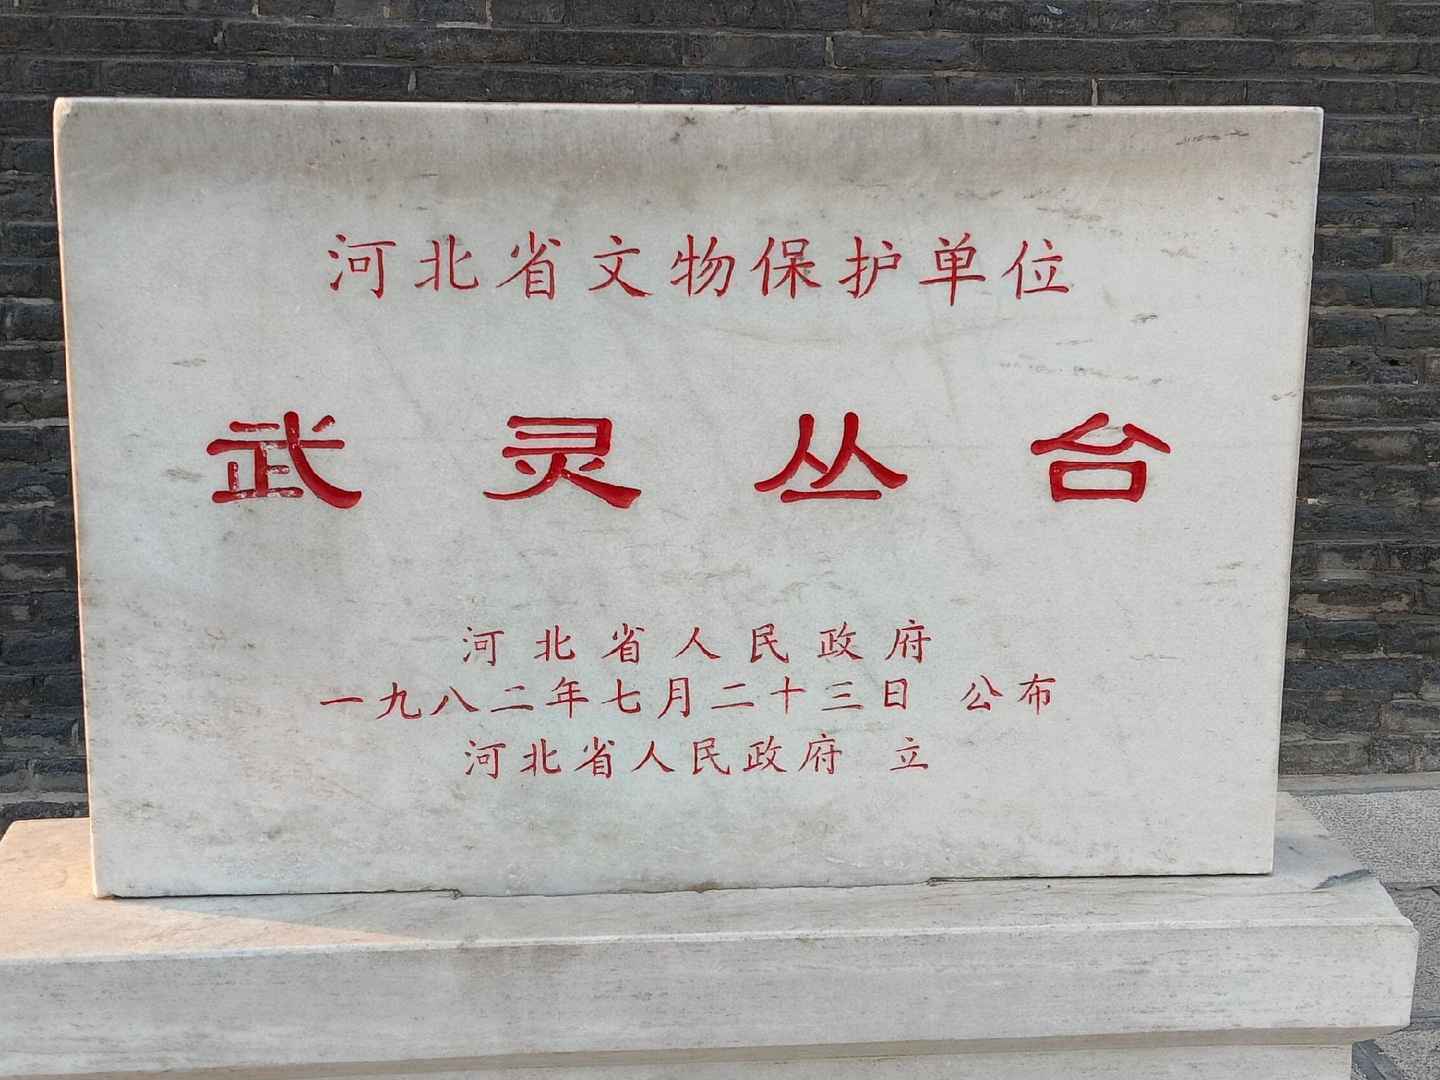 河北省文物保护单位
武灵丛台
河北省人民政府
一九八二年七月二十三日 公布
河北省人民政府 立